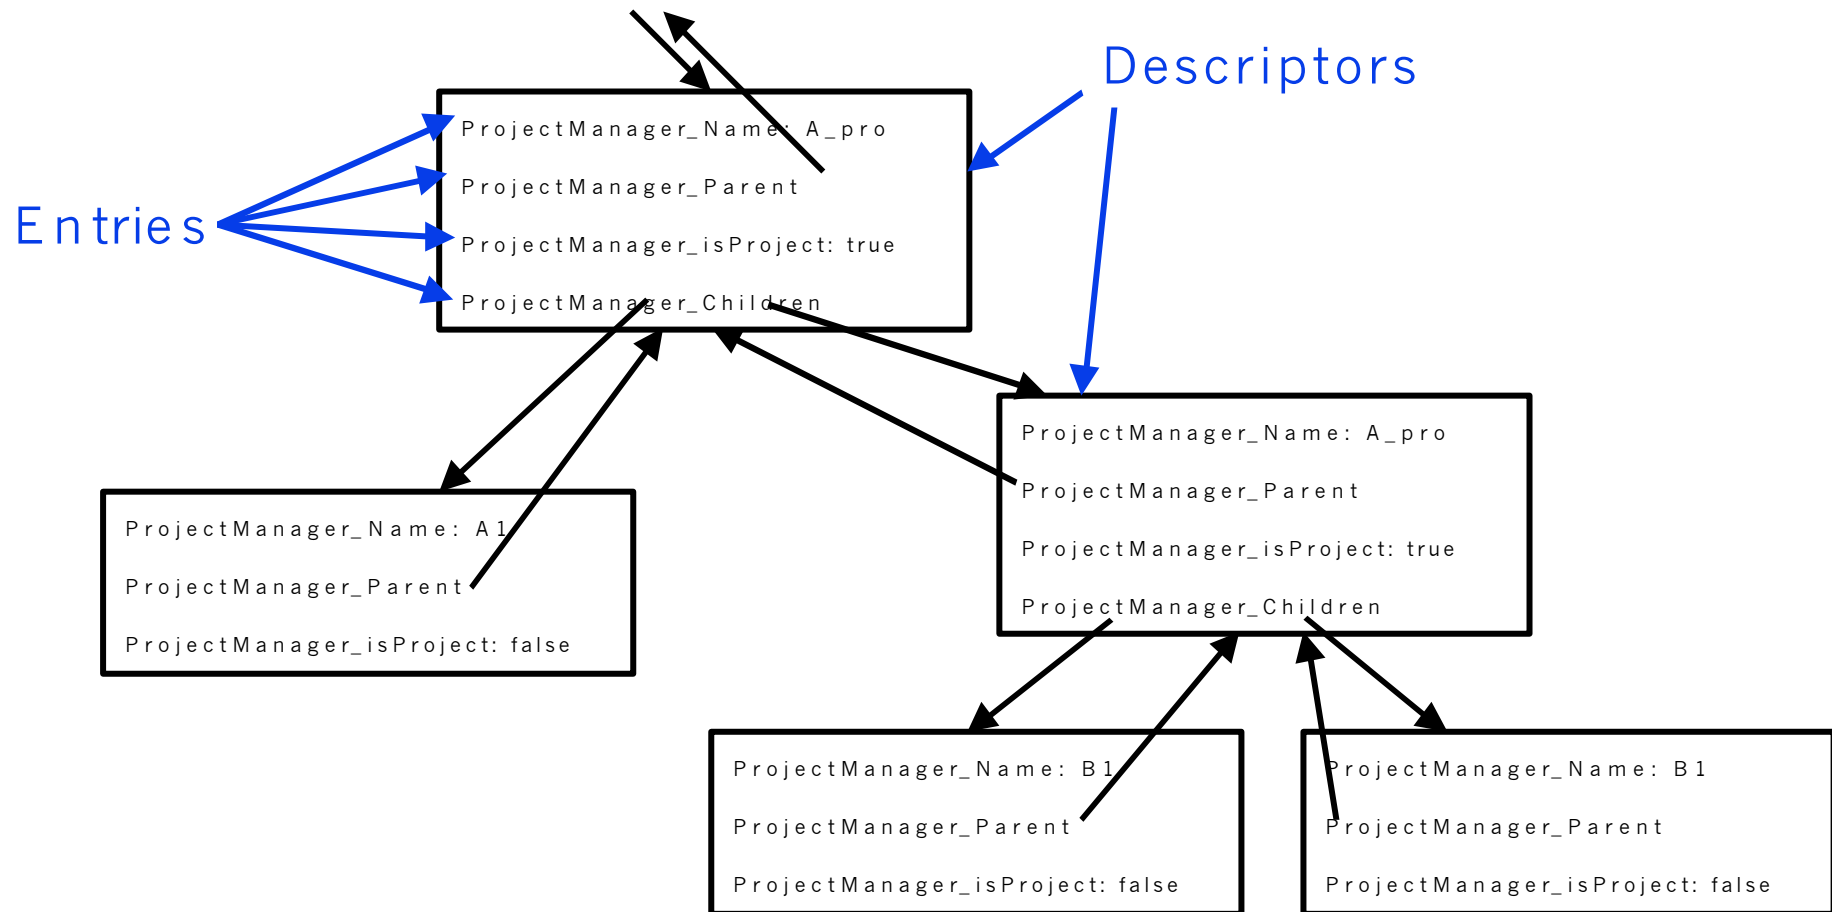 Descriptors
Entries
ProjectManager_Name: A_pro
ProjectManager_Parent
ProjectManager_isProject: true
ProjectManager_Children
ProjectManager_Name: A_pro
ProjectManager_Parent
ProjectManager_isProject: true
ProjectManager_Children
ProjectManager_Name: A1
ProjectManager_Parent
ProjectManager_isProject: false
ProjectManager_Name: B1
ProjectManager_Parent
ProjectManager_isProject: false
ProjectManager_Name: B1
ProjectManager_Parent
ProjectManager_isProject: false